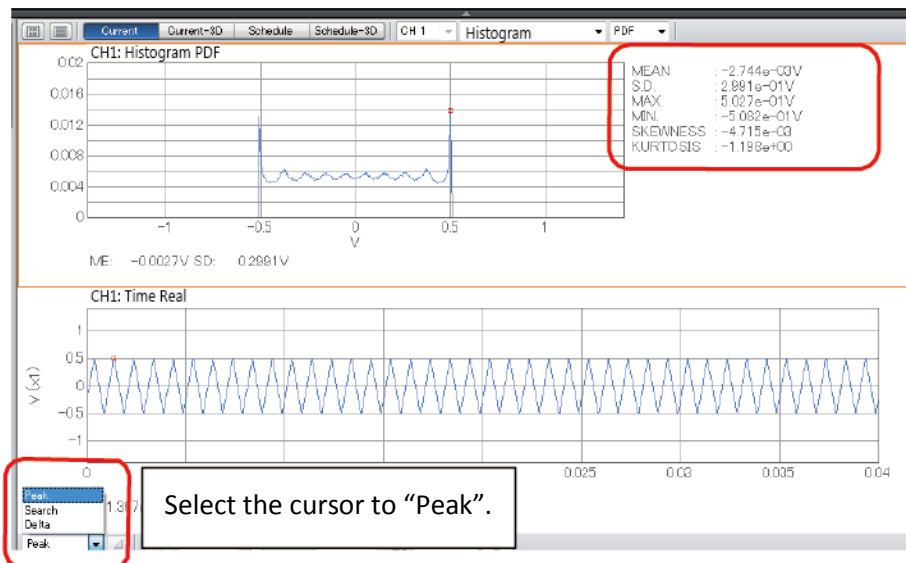 Current Current-3D Schedule Schedule-3D CH 1 Histogram PDF
CH1: Histogram PDF
0.02
0.016
0.012
0.008
0.004
0
-1 -0.5 0 0.5 1
V
MEAN : -2.744e-03V
S.D. : 2.991e-01V
MAX. : 5.027e-01V
MIN. : -5.082e-01V
SKEWNESS : -4.715e-03
KURTOSIS : -1.198e+00
ME: -0.0027V SD: 0.2991V
CH1: Time Real
V (x1)
1
0.5
0
-0.5
-1
0 0.025 0.03 0.035 0.04
Peak
Search
Delta
Peak
Select the cursor to “Peak”.